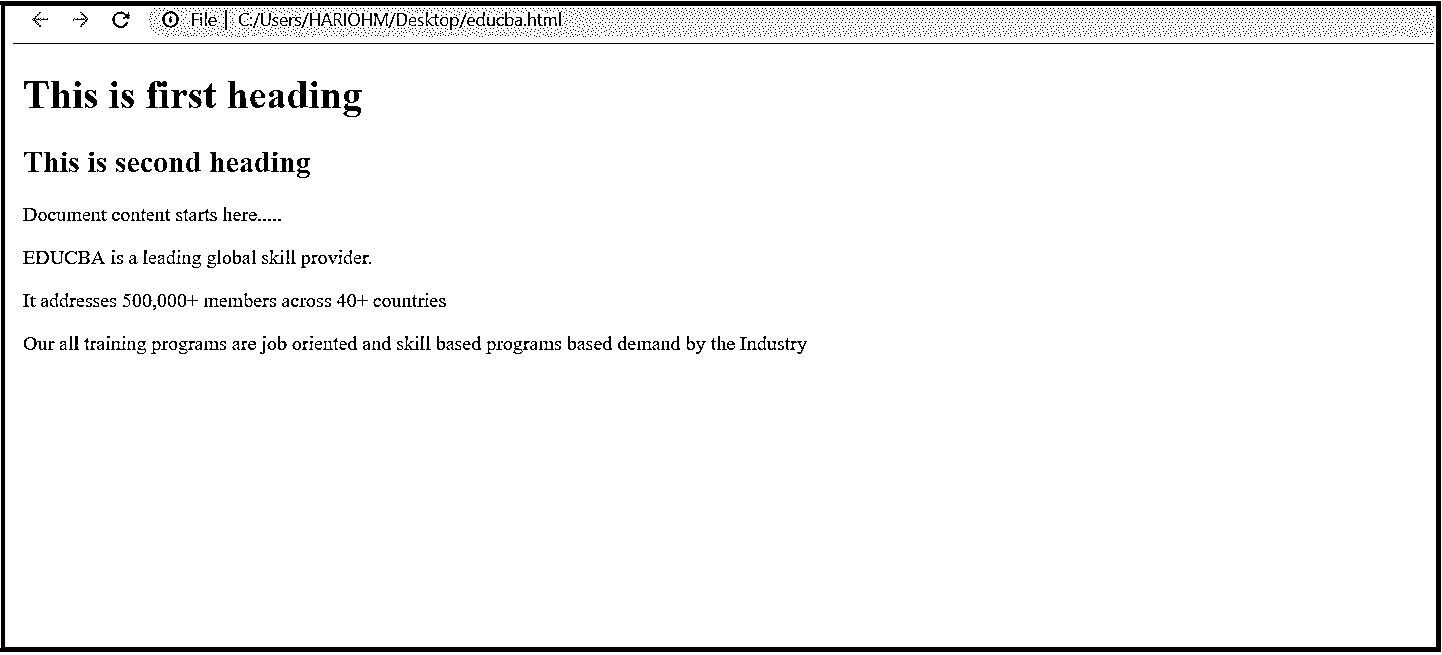 File | C:/Users/HARIOHM/Desktop/educba.html
This is first heading
This is second heading
Document content starts here.....
EDUCBA is a leading global skill provider.
It addresses 500,000+ members across 40+ countries
Our all training programs are job oriented and skill based programs based demand by the Industry